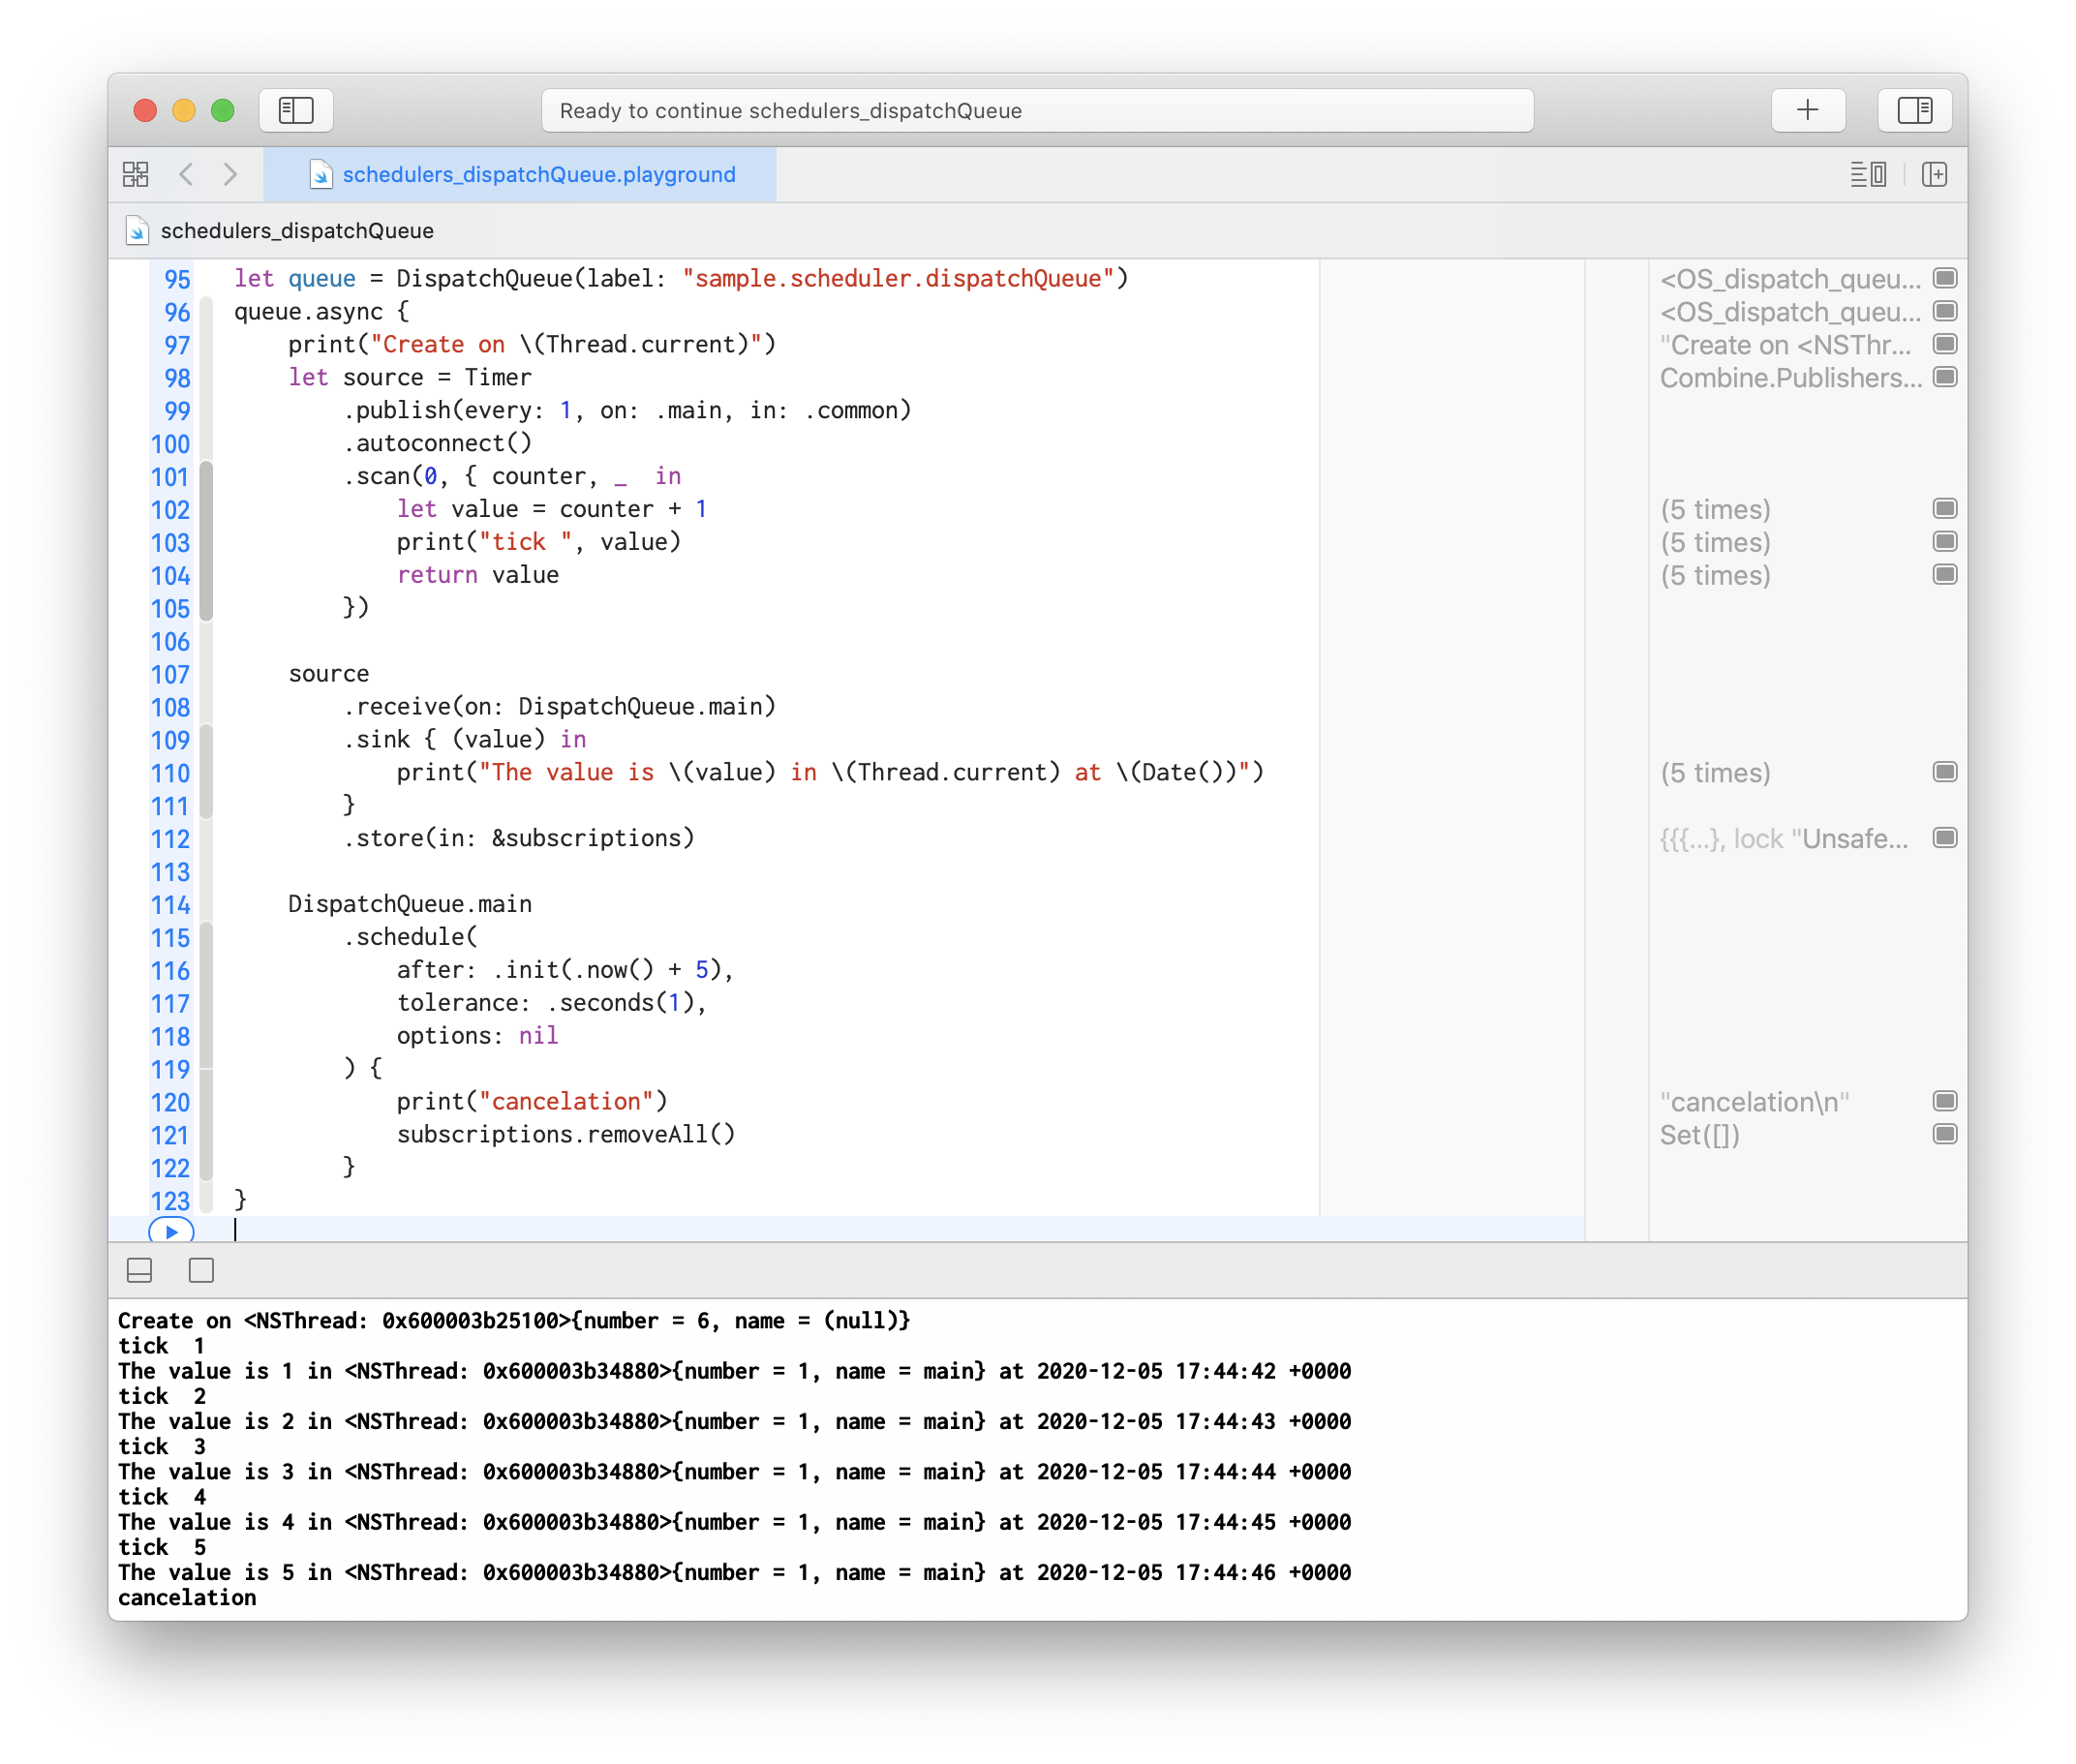 Ready to continue schedulers_dispatchQueue
schedulers_dispatchQueue.playground
schedulers_dispatchQueue
95 let queue = DispatchQueue(label: "sample.scheduler.dispatchQueue") <OS_dispatch_queu...
96 queue.async { <OS_dispatch_queu...
97     print("Create on \(Thread.current)") "Create on <NSThr...
98     let source = Timer Combine.Publishers...
99         .publish(every: 1, on: .main, in: .common)
100         .autoconnect()
101         .scan(0, { counter, _  in
102             let value = counter + 1 (5 times)
103             print("tick ", value) (5 times)
104             return value (5 times)
105         })
106
107     source
108         .receive(on: DispatchQueue.main)
109         .sink { (value) in
110             print("The value is \(value) in \(Thread.current) at \(Date())") (5 times)
111         }
112         .store(in: &subscriptions) {{{...}, lock "Unsafe...
113
114     DispatchQueue.main
115         .schedule(
116             after: .init(.now() + 5),
117             tolerance: .seconds(1),
118             options: nil
119         ) {
120             print("cancelation") "cancelation\n"
121             subscriptions.removeAll() Set([])
122         }
123 }
Create on <NSThread: 0x600003b25100>{number = 6, name = (null)}
tick  1
The value is 1 in <NSThread: 0x600003b34880>{number = 1, name = main} at 2020-12-05 17:44:42 +0000
tick  2
The value is 2 in <NSThread: 0x600003b34880>{number = 1, name = main} at 2020-12-05 17:44:43 +0000
tick  3
The value is 3 in <NSThread: 0x600003b34880>{number = 1, name = main} at 2020-12-05 17:44:44 +0000
tick  4
The value is 4 in <NSThread: 0x600003b34880>{number = 1, name = main} at 2020-12-05 17:44:45 +0000
tick  5
The value is 5 in <NSThread: 0x600003b34880>{number = 1, name = main} at 2020-12-05 17:44:46 +0000
cancelation